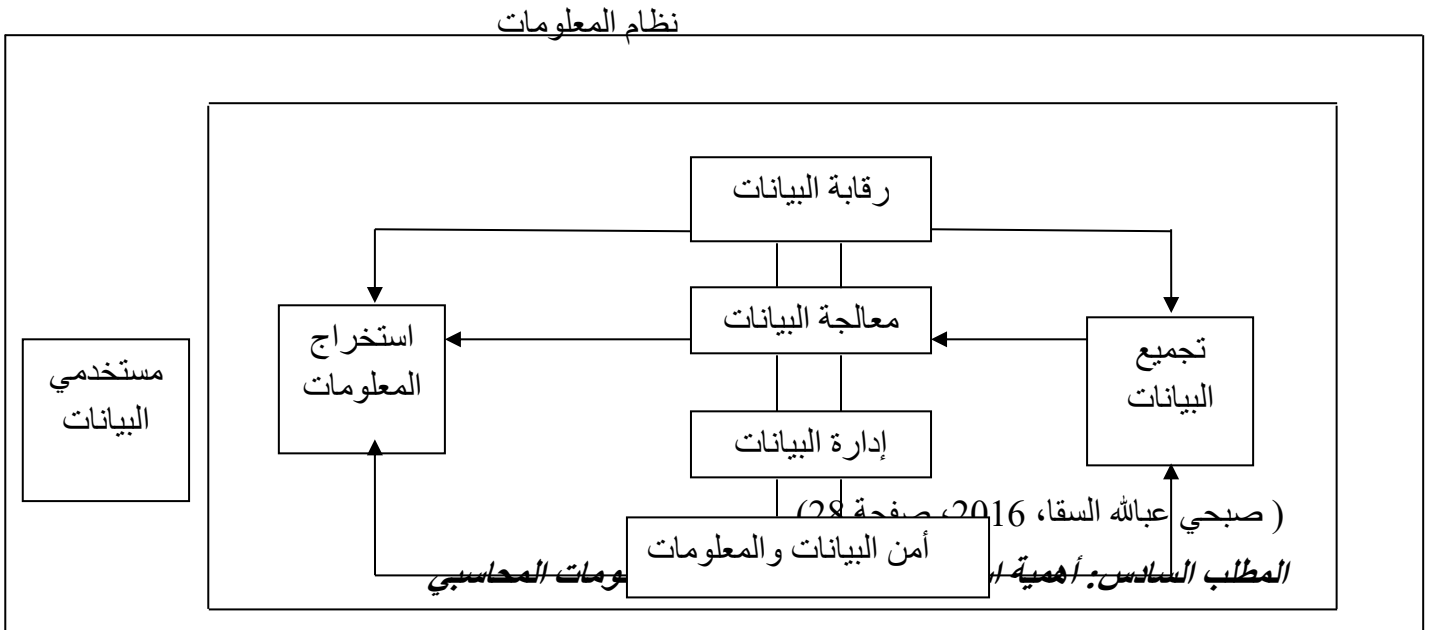 نظام المعلومات
رقابة البيانات
معالجة البيانات
استخراج
المعلومات
تجميع
البيانات
مستخدمي
البيانات
إدارة البيانات
( صبحي عبالله السقا، 2016، صفحة 28)
أمن البيانات والمعلومات
المطلب السادس: أهمية المحاسبي